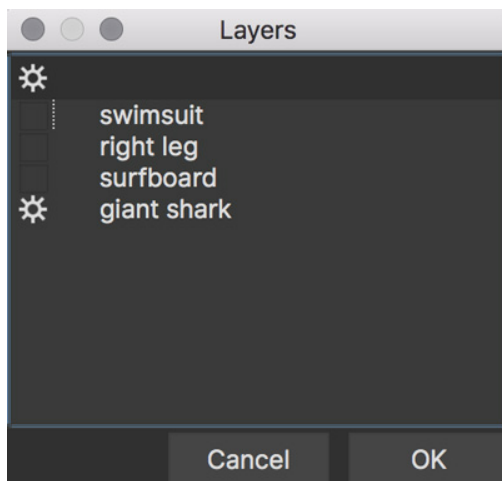 Layers
swimsuit
right leg
surfboard
giant shark
Cancel OK